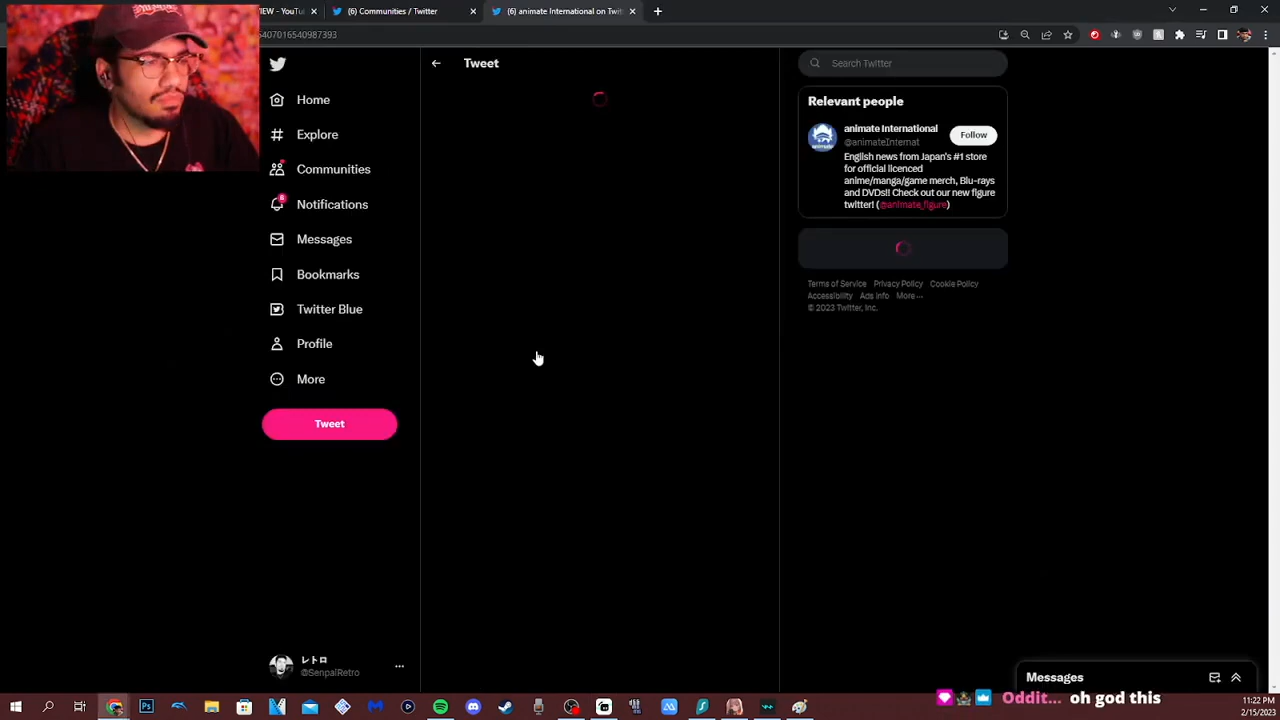 IEW - YouTu
(6) Communities / Twitter
(6) animate International on Twi
5407016540987393
Tweet
Search Twitter
Home
Explore
Communities
8
Notifications
Messages
Bookmarks
Twitter Blue
Profile
More
Tweet
Relevant people
animate International
@animateInternat
Follow
English news from Japan's #1 store
for official licenced
anime/manga/game merch, Blu-rays
and DVDs!! Check out our new figure
twitter! (@animate_figure)
Terms of Service Privacy Policy Cookie Policy
Accessibility Ads info More ···
© 2023 Twitter, Inc.
レトロ
@SenpaiRetro
Messages
Oddit... oh god this
11:22 PM
2/15/2023